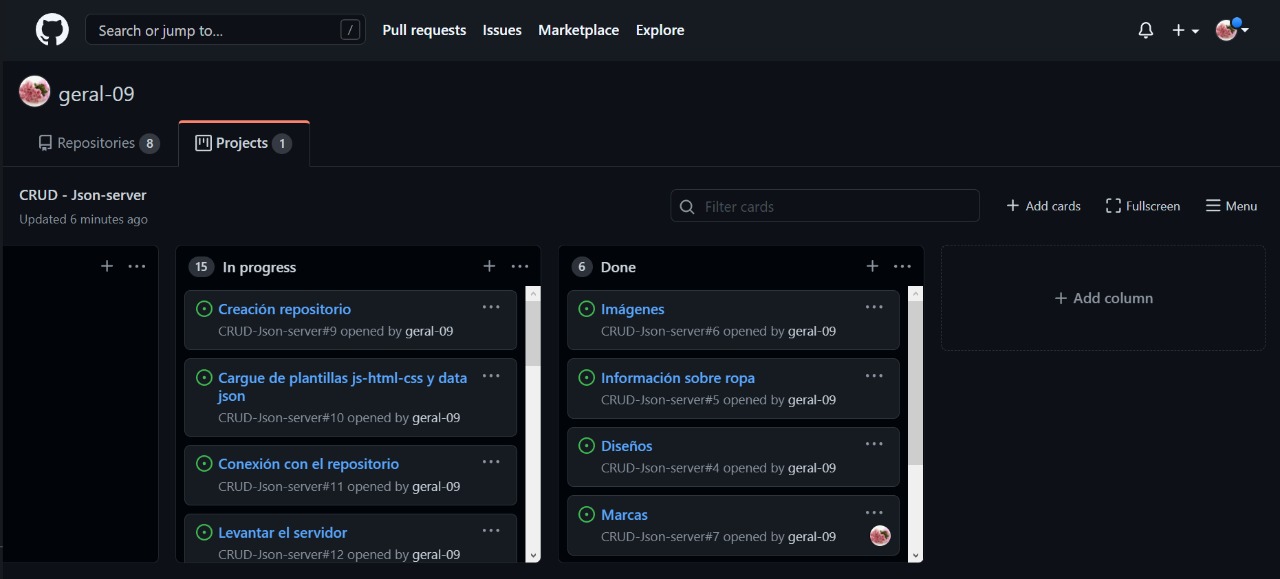 Search or jump to... /
Pull requests Issues Marketplace Explore
geral-09
Repositories 8
Projects 1
CRUD - Json-server
Updated 6 minutes ago
Filter cards
Add cards
Fullscreen
Menu
15 In progress
Creación repositorio
CRUD-Json-server#9 opened by geral-09
Cargue de plantillas js-html-css y data
json
CRUD-Json-server#10 opened by geral-09
Conexión con el repositorio
CRUD-Json-server#11 opened by geral-09
Levantar el servidor
CRUD-Json-server#12 opened by geral-09
6 Done
Imágenes
CRUD-Json-server#6 opened by geral-09
Información sobre ropa
CRUD-Json-server#5 opened by geral-09
Diseños
CRUD-Json-server#4 opened by geral-09
Marcas
CRUD-Json-server#7 opened by geral-09
Add column